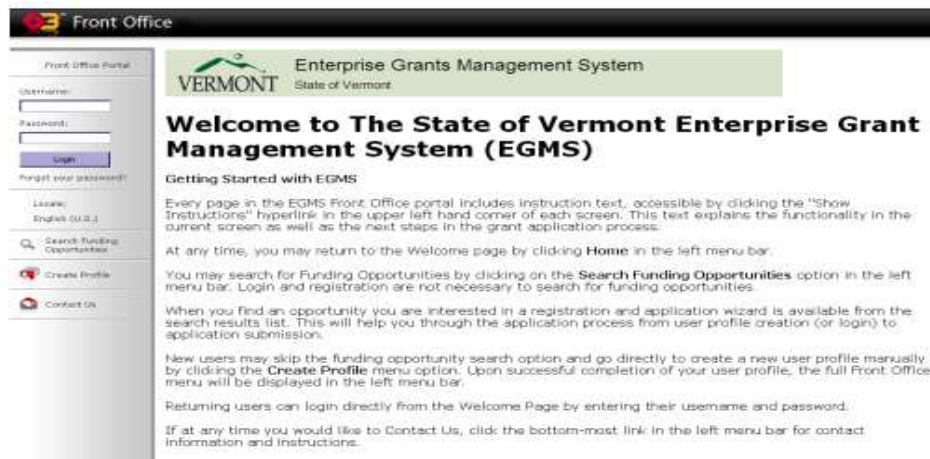 G3 Front Office
Front Office Portal
Username:
Password:
Login
Forgot your password?
Locale:
English (U.S.)
Search Funding
Opportunities
Create Profile
Contact Us
VERMONT
Enterprise Grants Management System
State of Vermont
Welcome to The State of Vermont Enterprise Grant
Management System (EGMS)
Getting Started with EGMS
Every page in the EGMS Front Office portal includes instruction text, accessible by clicking the "Show
Instructions" hyperlink in the upper left hand corner of each screen. This text explains the functionality in the
current screen as well as the next steps in the grant application process.
At any time, you may return to the Welcome page by clicking Home in the left menu bar.
You may search for Funding Opportunities by clicking on the Search Funding Opportunities option in the left
menu bar. Login and registration are not necessary to search for funding opportunities.
When you find an opportunity you are interested in a registration and application wizard is available from the
search results list. This will help you through the application process from user profile creation (or login) to
application submission.
New users may skip the funding opportunity search option and go directly to create a new user profile manually
by clicking the Create Profile menu option. Upon successful completion of your user profile, the full Front Office
menu will be displayed in the left menu bar.
Returning users can login directly from the Welcome Page by entering their username and password.
If at any time you would like to Contact Us, click the bottom-most link in the left menu bar for contact
information and instructions.